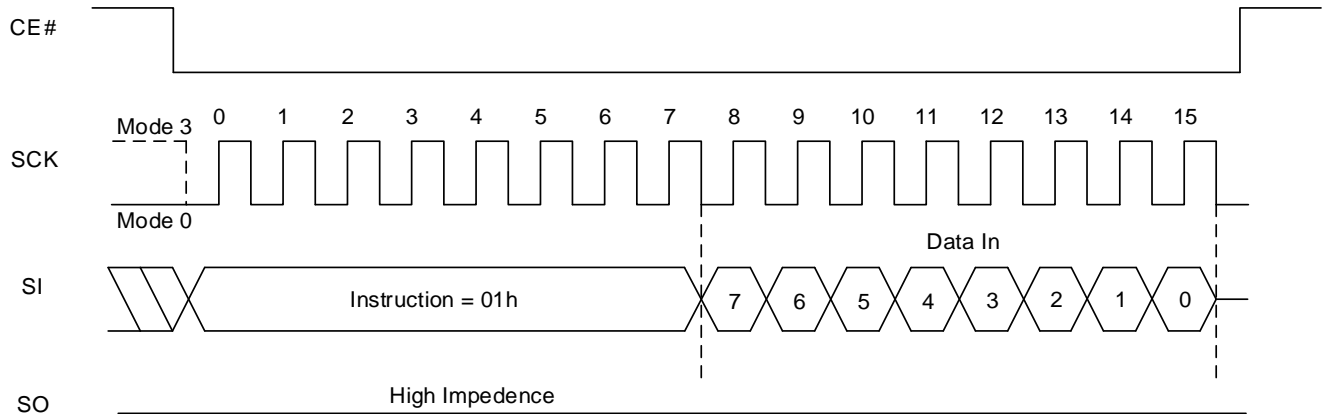 CE#
0 1 2 3 4 5 6 7 8 9 10 11 12 13 14 15
Mode 3
SCK
Mode 0
Data In
SI
Instruction = 01h
7 6 5 4 3 2 1 0
High Impedence
SO